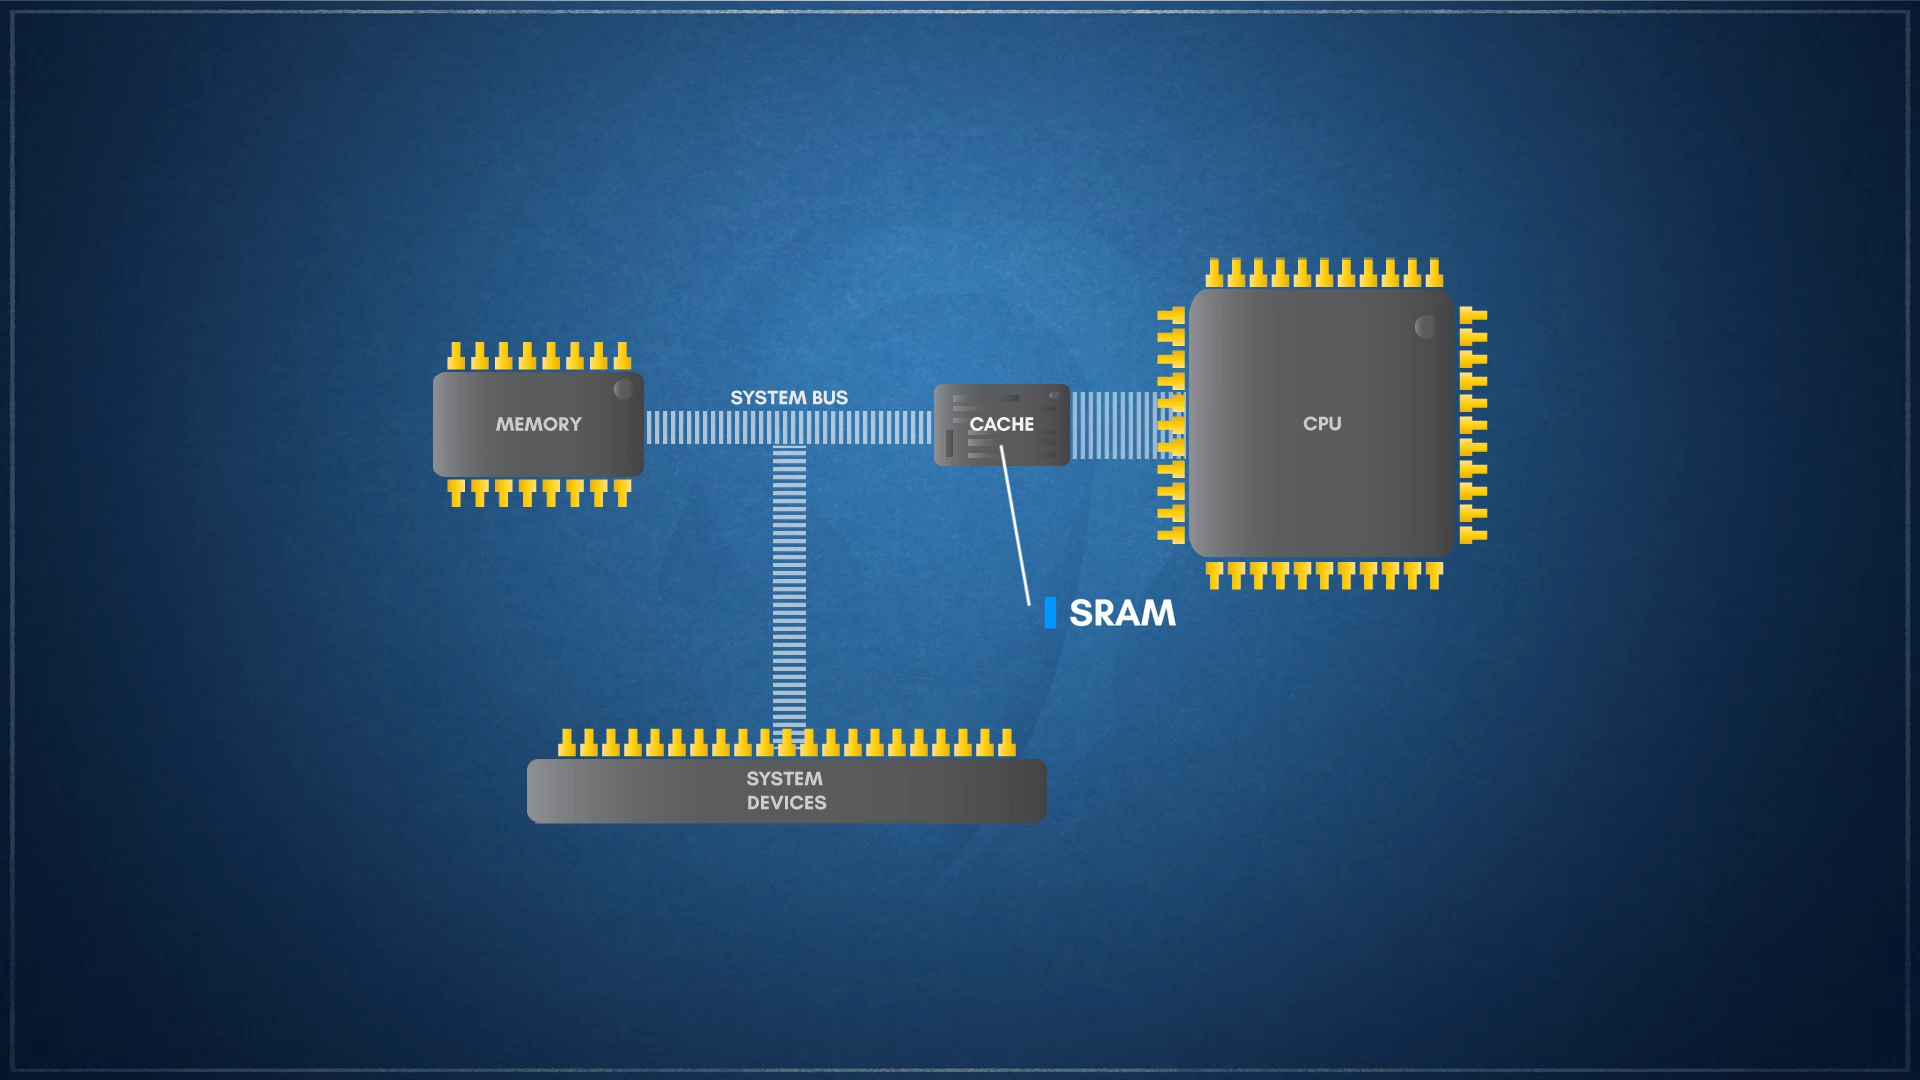 SYSTEM BUS
MEMORY
CACHE
CPU
SRAM
SYSTEM
DEVICES